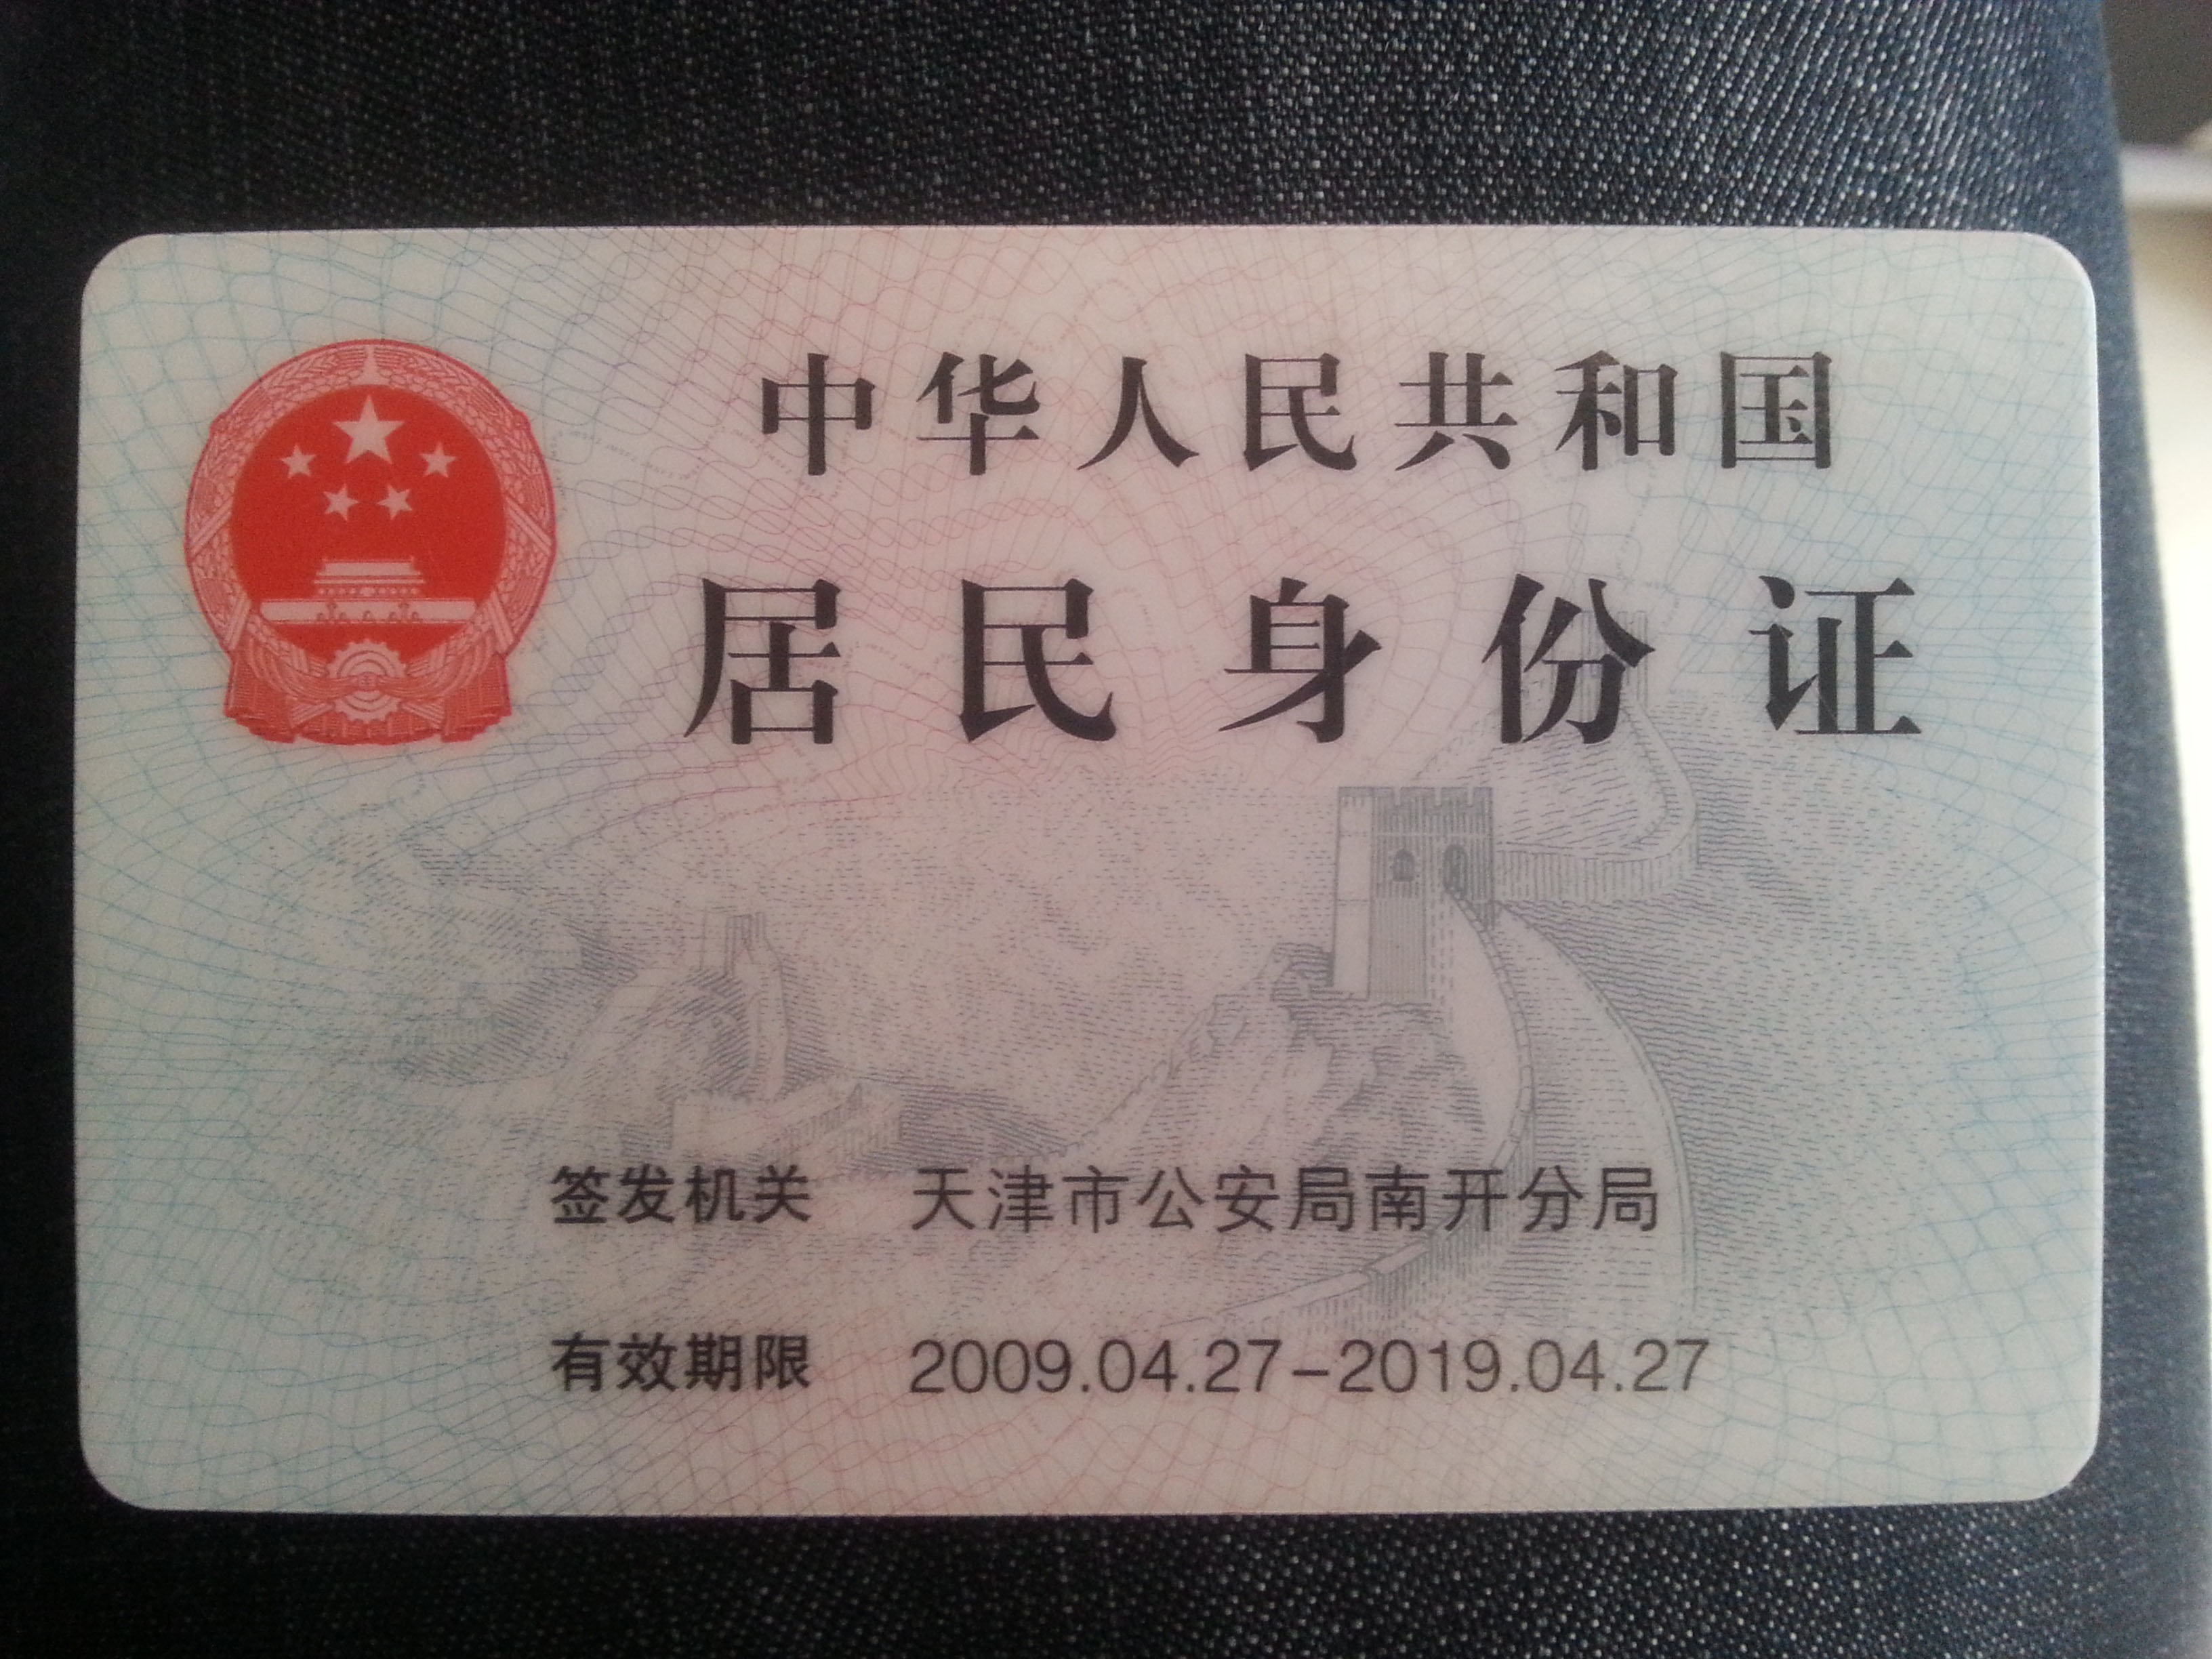 中华人民共和国
居民身份证
签发机关 天津市公安局南开分局
有效期限 2009.04.27-2019.04.27